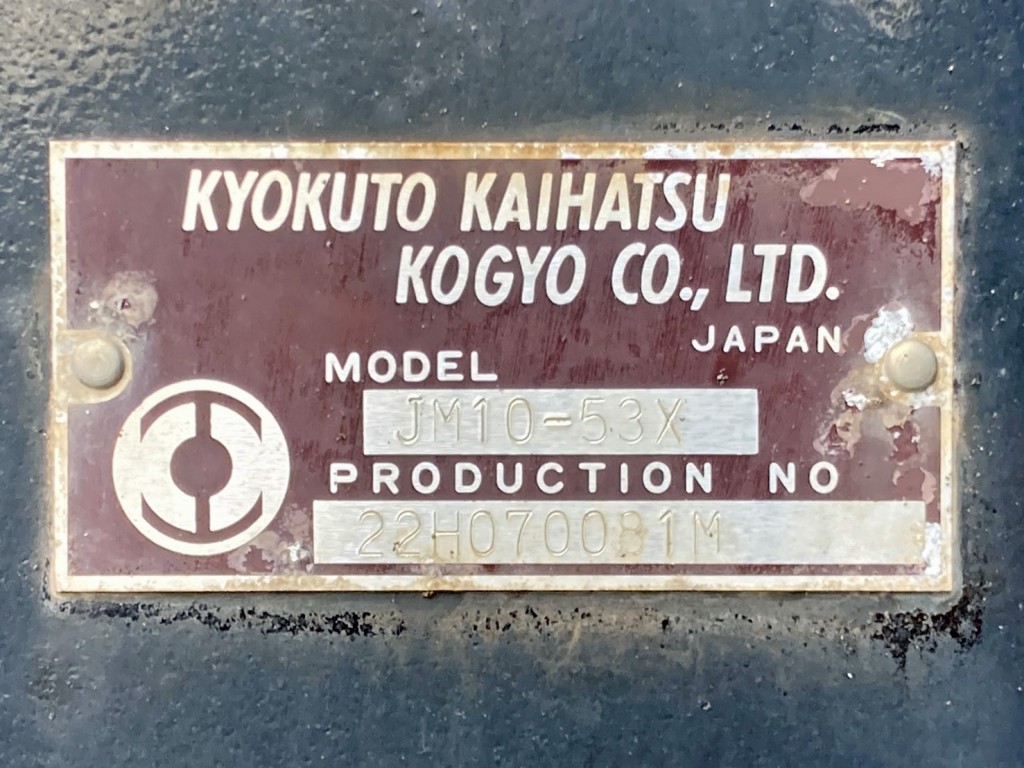 KYOKUTO KAIHATSU
KOGYO CO., LTD.
JAPAN
MODEL
JM10-53X
PRODUCTION NO
22H070081M